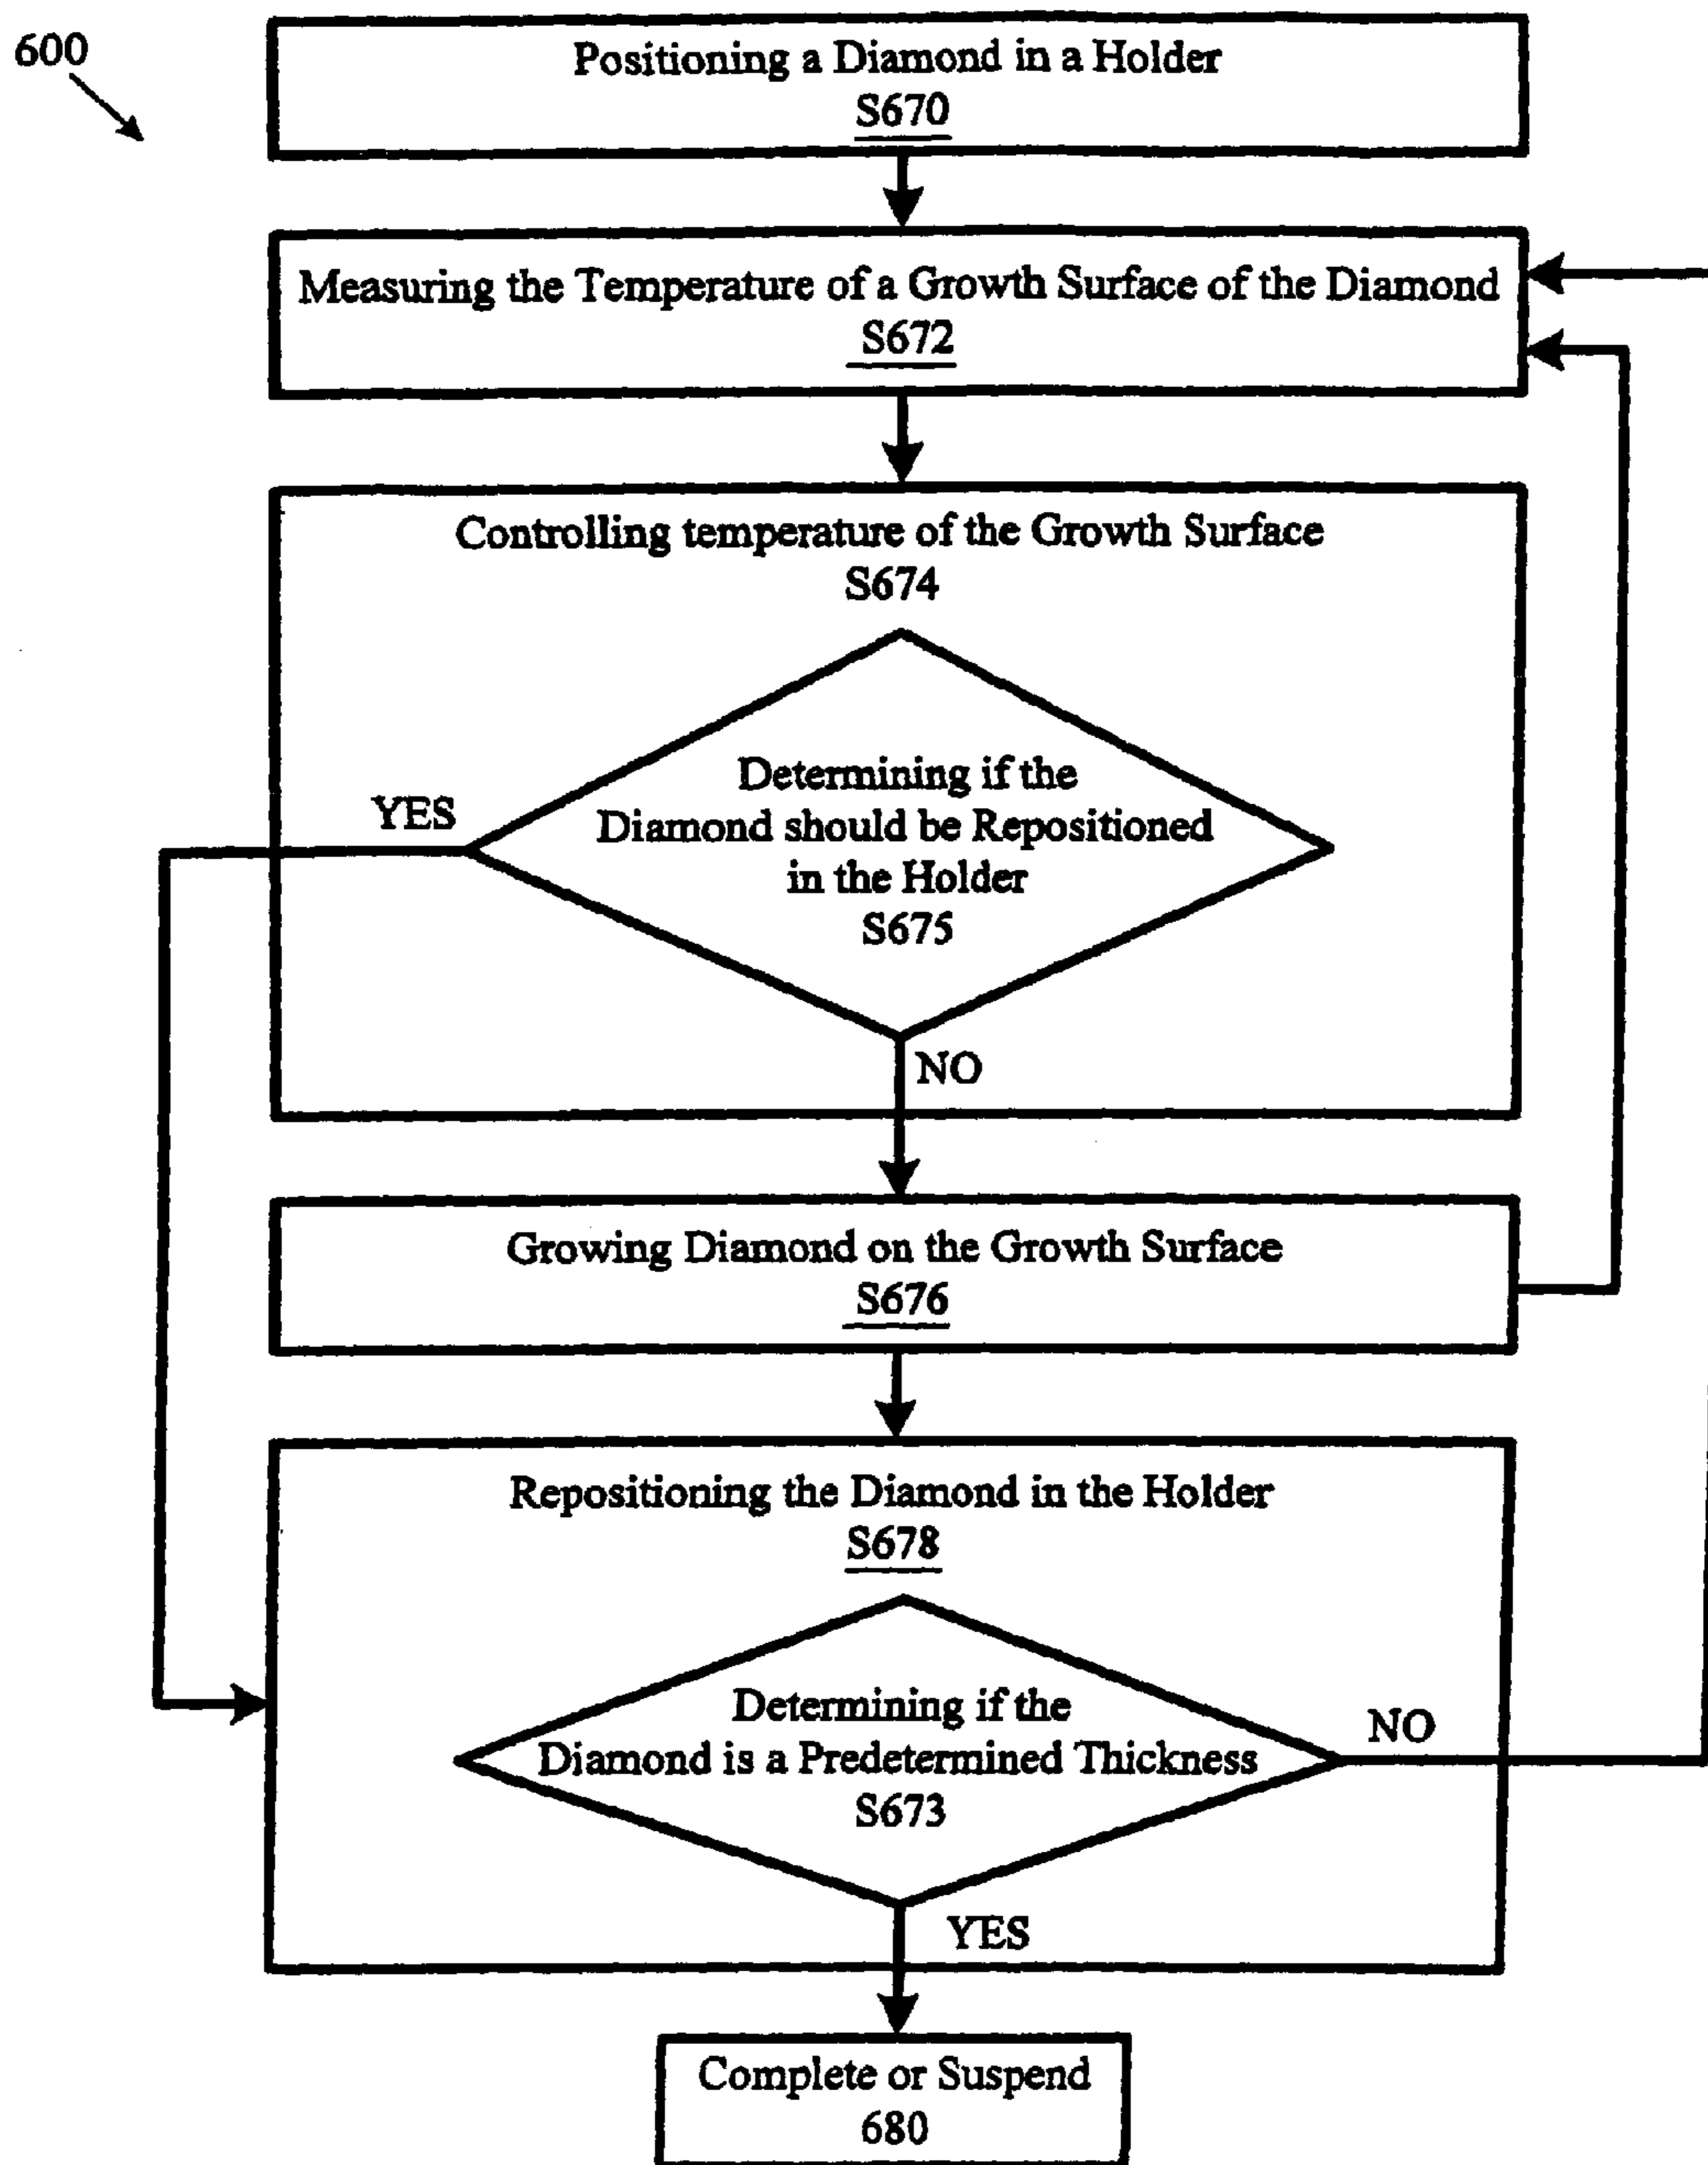 600
Positioning a Diamond in a Holder
S670
Measuring the Temperature of a Growth Surface of the Diamond
S672
Controlling temperature of the Growth Surface
S674
Determining if the
Diamond should be Repositioned
in the Holder
S675
YES
NO
Growing Diamond on the Growth Surface
S676
Repositioning the Diamond in the Holder
S678
Determining if the
Diamond is a Predetermined Thickness
S673
NO
YES
Complete or Suspend
680